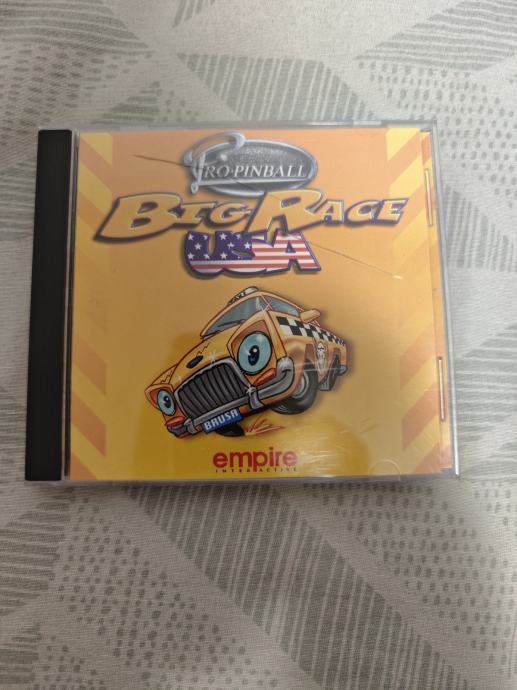 PRO-PINBALL
BIG RACE
USA
TAXI
BRUSA
empire
INTERACTIVE